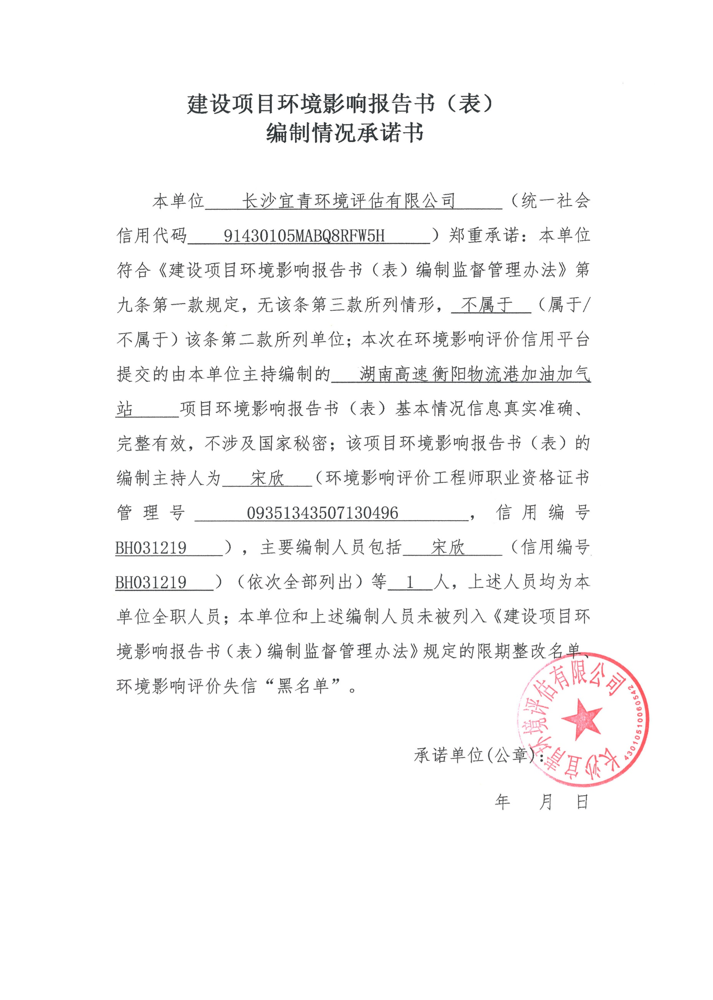 建设项目环境影响报告书（表）
编制情况承诺书
本单位 长沙宜青环境评估有限公司 （统一社会
信用代码 91430105MABQ8RFW5H ）郑重承诺：本单位
符合《建设项目环境影响报告书（表）编制监督管理办法》第
九条第一款规定，无该条第三款所列情形， 不属于 （属于/
不属于）该条第二款所列单位；本次在环境影响评价信用平台
提交的由本单位主持编制的 湖南高速衡阳物流港加油加气
站 项目环境影响报告书（表）基本情况信息真实准确、
完整有效，不涉及国家秘密；该项目环境影响报告书（表）的
编制主持人为 宋欣 （环境影响评价工程师职业资格证书
管理号 09351343507130496 ，信用编号
BH031219 ），主要编制人员包括 宋欣 （信用编号
BH031219 ）（依次全部列出）等 1 人，上述人员均为本
单位全职人员；本单位和上述编制人员未被列入《建设项目环
境影响报告书（表）编制监督管理办法》规定的限期整改名单、
环境影响评价失信“黑名单”。
承诺单位(公章)：
长沙宜青环境评估有限公司
43010510060542
年 月 日